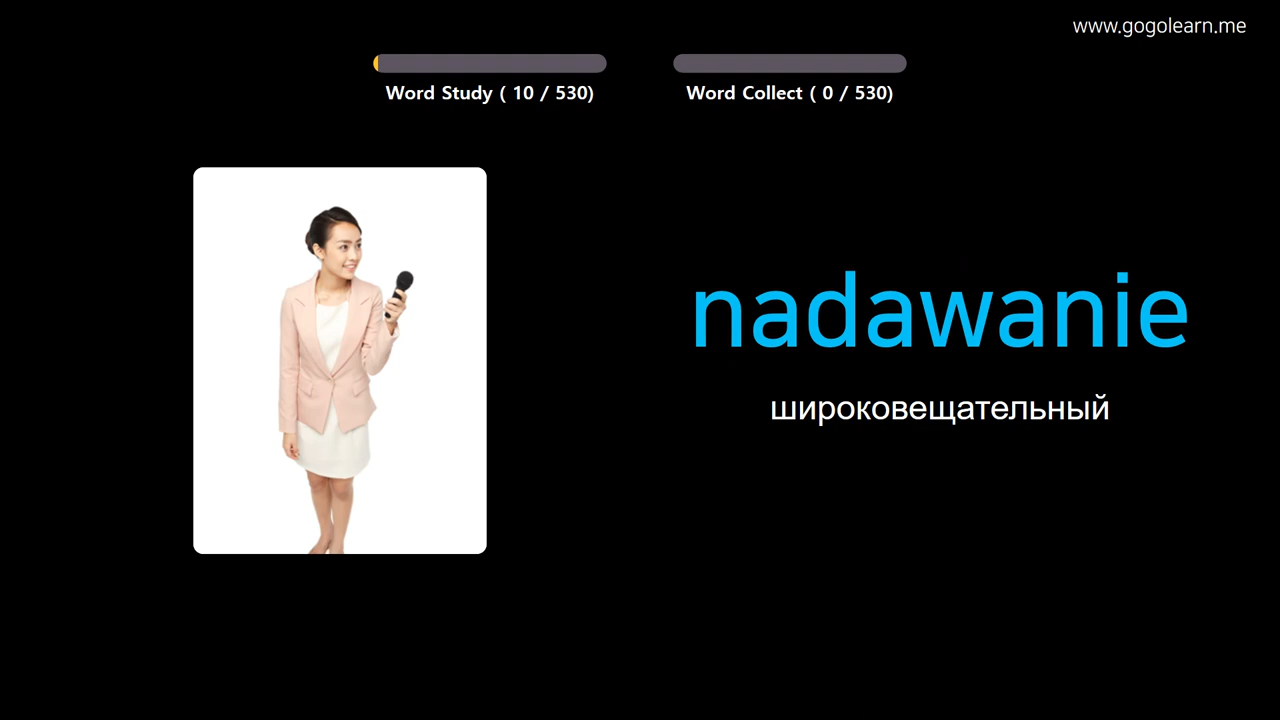 www.gogolearn.me
Word Study ( 10 / 530)
Word Collect ( 0 / 530)
nadawanie
широковещательный